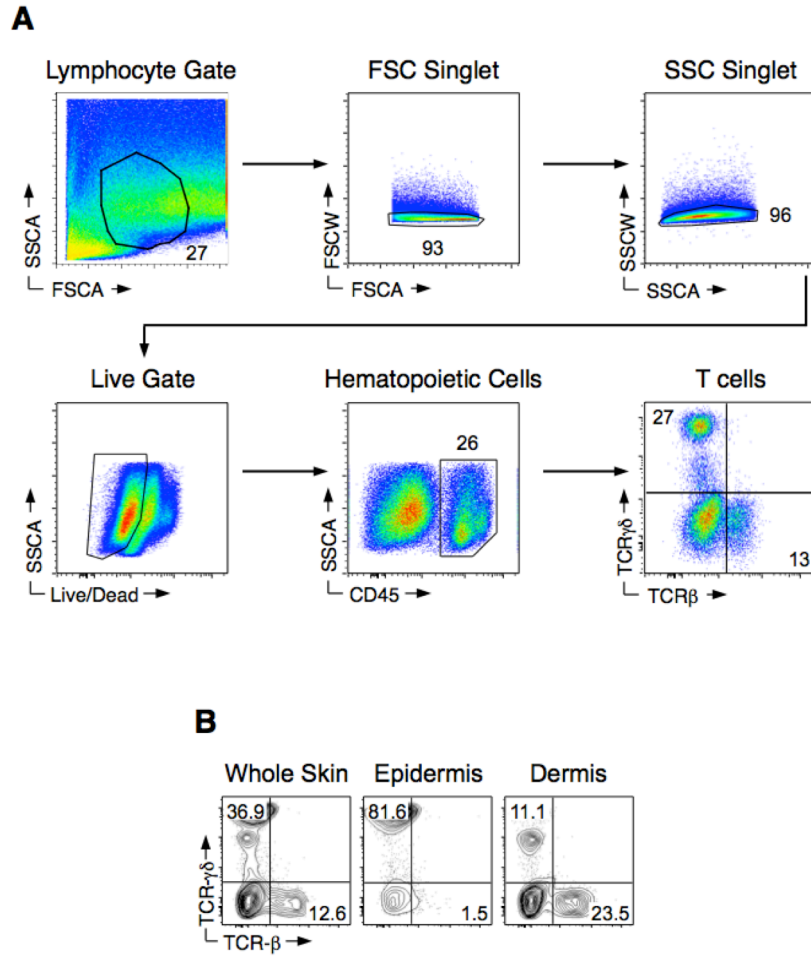 A
Lymphocyte Gate
FSC Singlet
SSC Singlet
SSCA
27
FSCA
FSCW
93
FSCA
SSCW
96
SSCA
Live Gate
Hematopoietic Cells
T cells
SSCA
Live/Dead
SSCA
26
CD45
TCRγδ
27
13
TCRβ
B
Whole Skin
Epidermis
Dermis
TCR-γδ
36.9
12.6
81.6
1.5
11.1
23.5
TCR-β